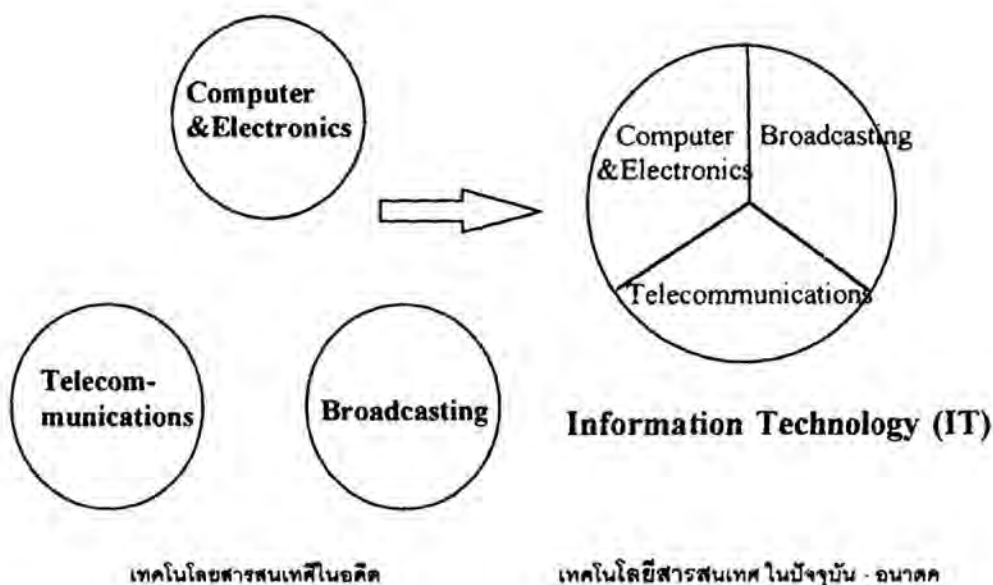 Computer
&Electronics
Telecom-
munications
Broadcasting
Computer
&Electronics
Broadcasting
Telecommunications
Information Technology (IT)
เทคโนโลยสารสนเทศในอดีต
เทคโนโลยีสารสนเทศ ในปัจจุบัน - อนาคต